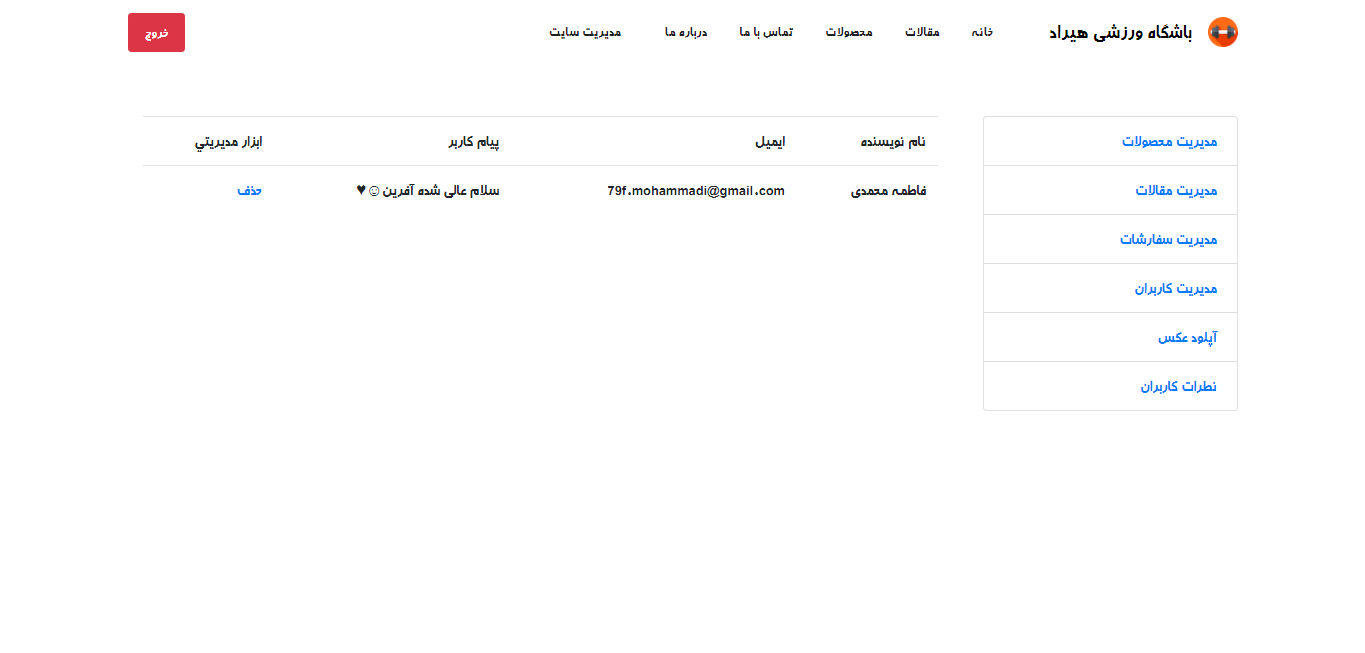 باشگاه ورزشی هیراد
خانه
مقالات
محصولات
تماس با ما
درباره ما
مدیریت سایت
خروج
مدیریت محصولات
مدیریت مقالات
مدیریت سفارشات
مدیریت کاربران
آپلود عکس
نظرات کاربران
نام نویسنده ایمیل پیام کاربر ابزار مدیریتي
فاطمه محمدی 79f.mohammadi@gmail.com سلام عالی شده آفرین☺♥ حذف